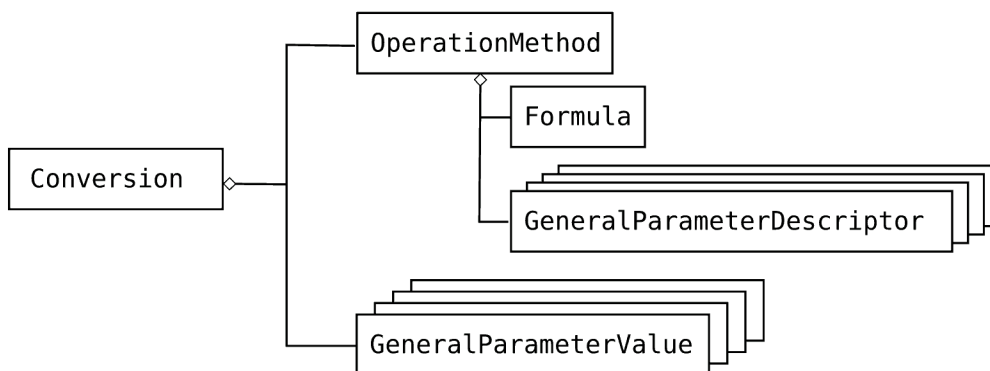 OperationMethod
Formula
Conversion
GeneralParameterDescriptor
GeneralParameterValue